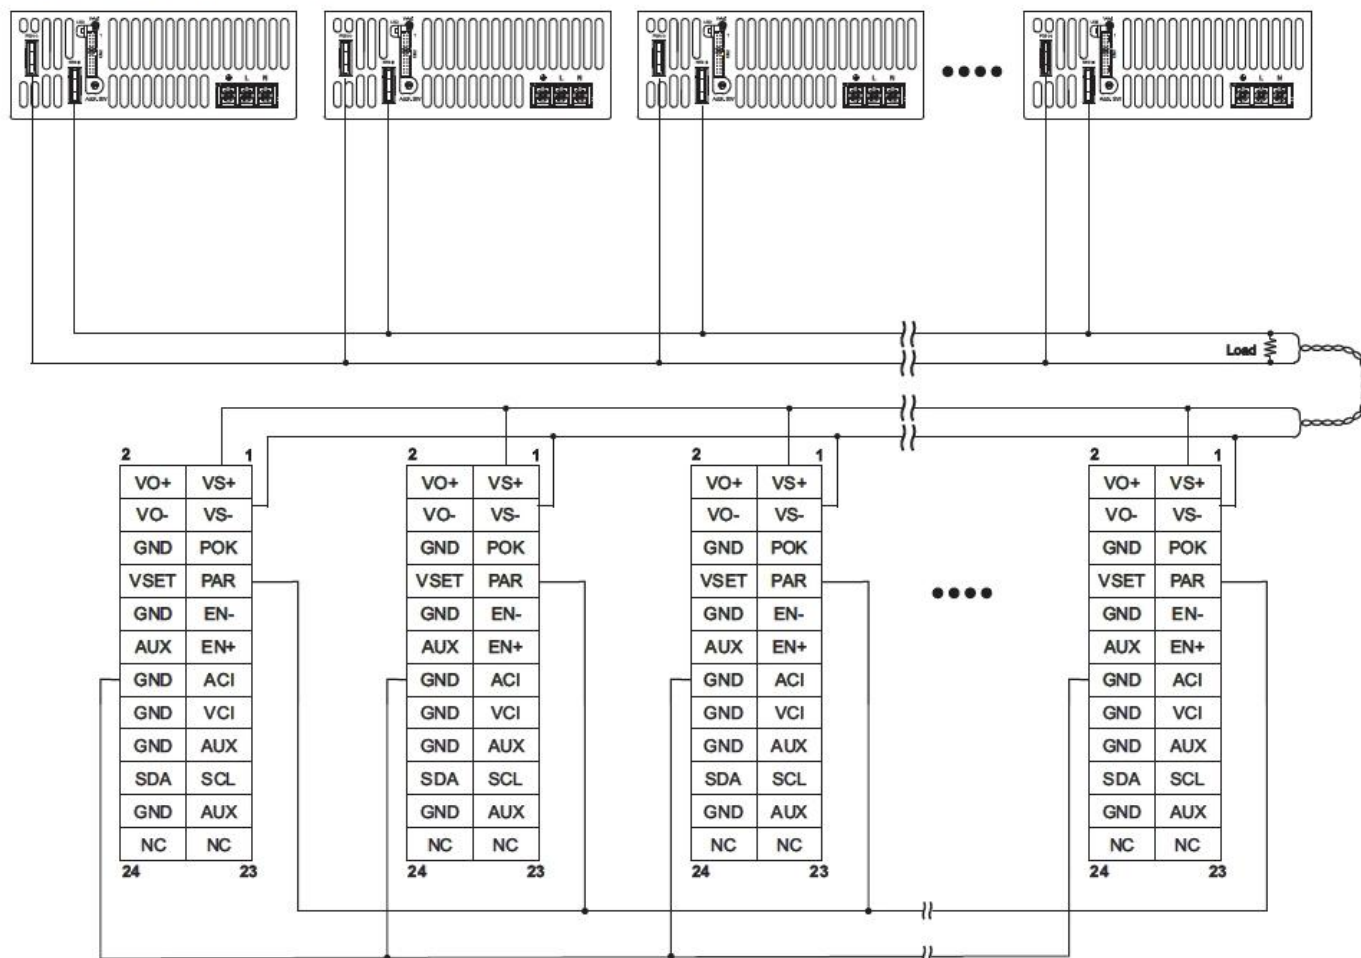 L N
L N
L N
L N
Load
2 1 2 1 2 1 2 1
VO+ VS+ VO+ VS+ VO+ VS+ VO+ VS+
VO- VS- VO- VS- VO- VS- VO- VS-
GND POK GND POK GND POK GND POK
VSET PAR VSET PAR VSET PAR VSET PAR
GND EN- GND EN- GND EN- GND EN-
AUX EN+ AUX EN+ AUX EN+ AUX EN+
GND ACI GND ACI GND ACI GND ACI
GND VCI GND VCI GND VCI GND VCI
GND AUX GND AUX GND AUX GND AUX
SDA SCL SDA SCL SDA SCL SDA SCL
GND AUX GND AUX GND AUX GND AUX
NC NC NC NC NC NC NC NC
24 23 24 23 24 23 24 23